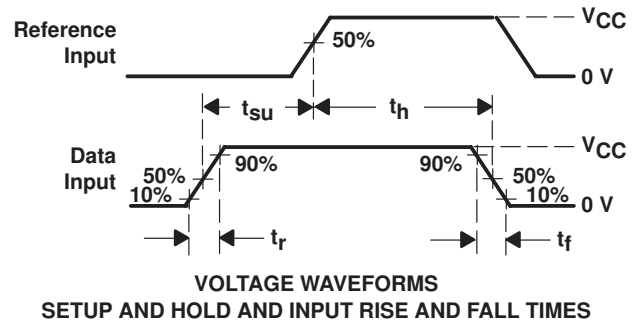 Reference
Input
50%
VCC
0 V
tsu
th
Data
Input
50%
10%
90%
90%
VCC
50%
10%
0 V
tr
tf
VOLTAGE WAVEFORMS
SETUP AND HOLD AND INPUT RISE AND FALL TIMES